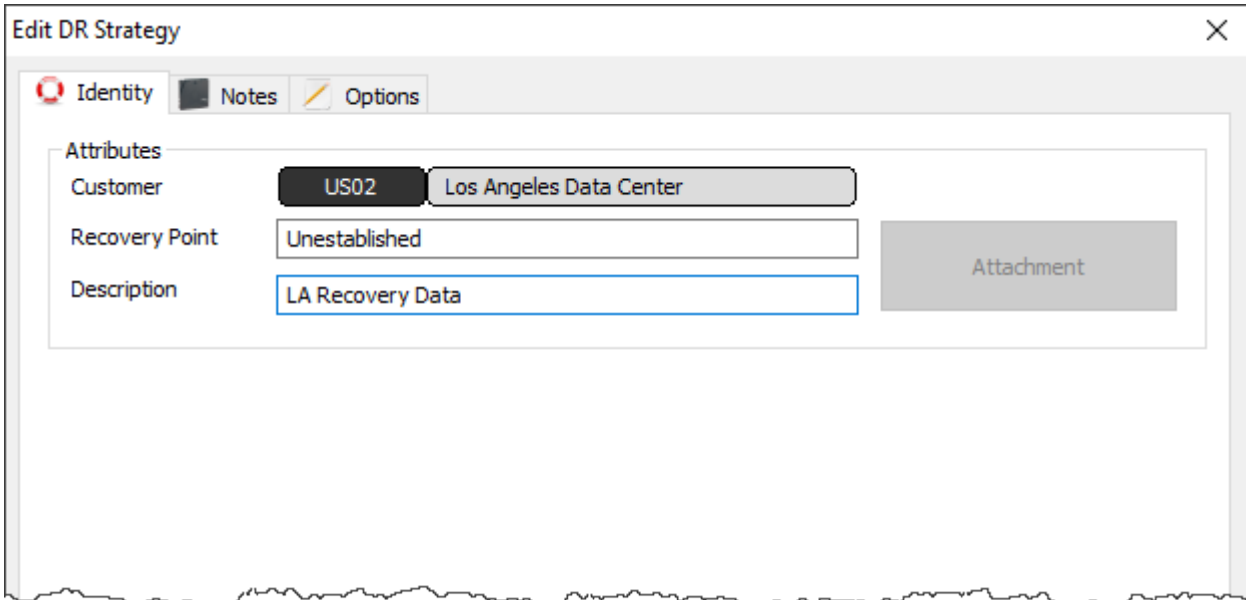 Edit DR Strategy
Identity Notes Options
Attributes
Customer US02 Los Angeles Data Center
Recovery Point Unestablished
Attachment
Description LA Recovery Data